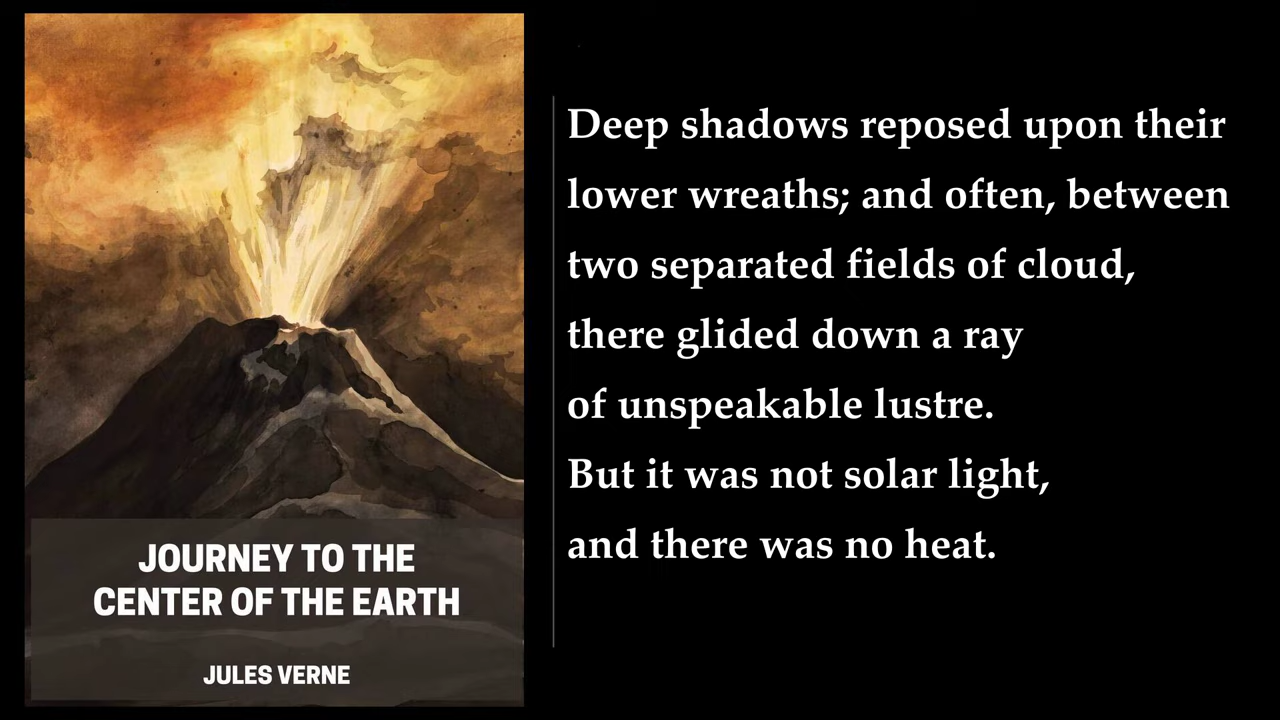 Deep shadows reposed upon their
lower wreaths; and often, between
two separated fields of cloud,
there glided down a ray
of unspeakable lustre.
But it was not solar light,
and there was no heat.
JOURNEY TO THE
CENTER OF THE EARTH
JULES VERNE